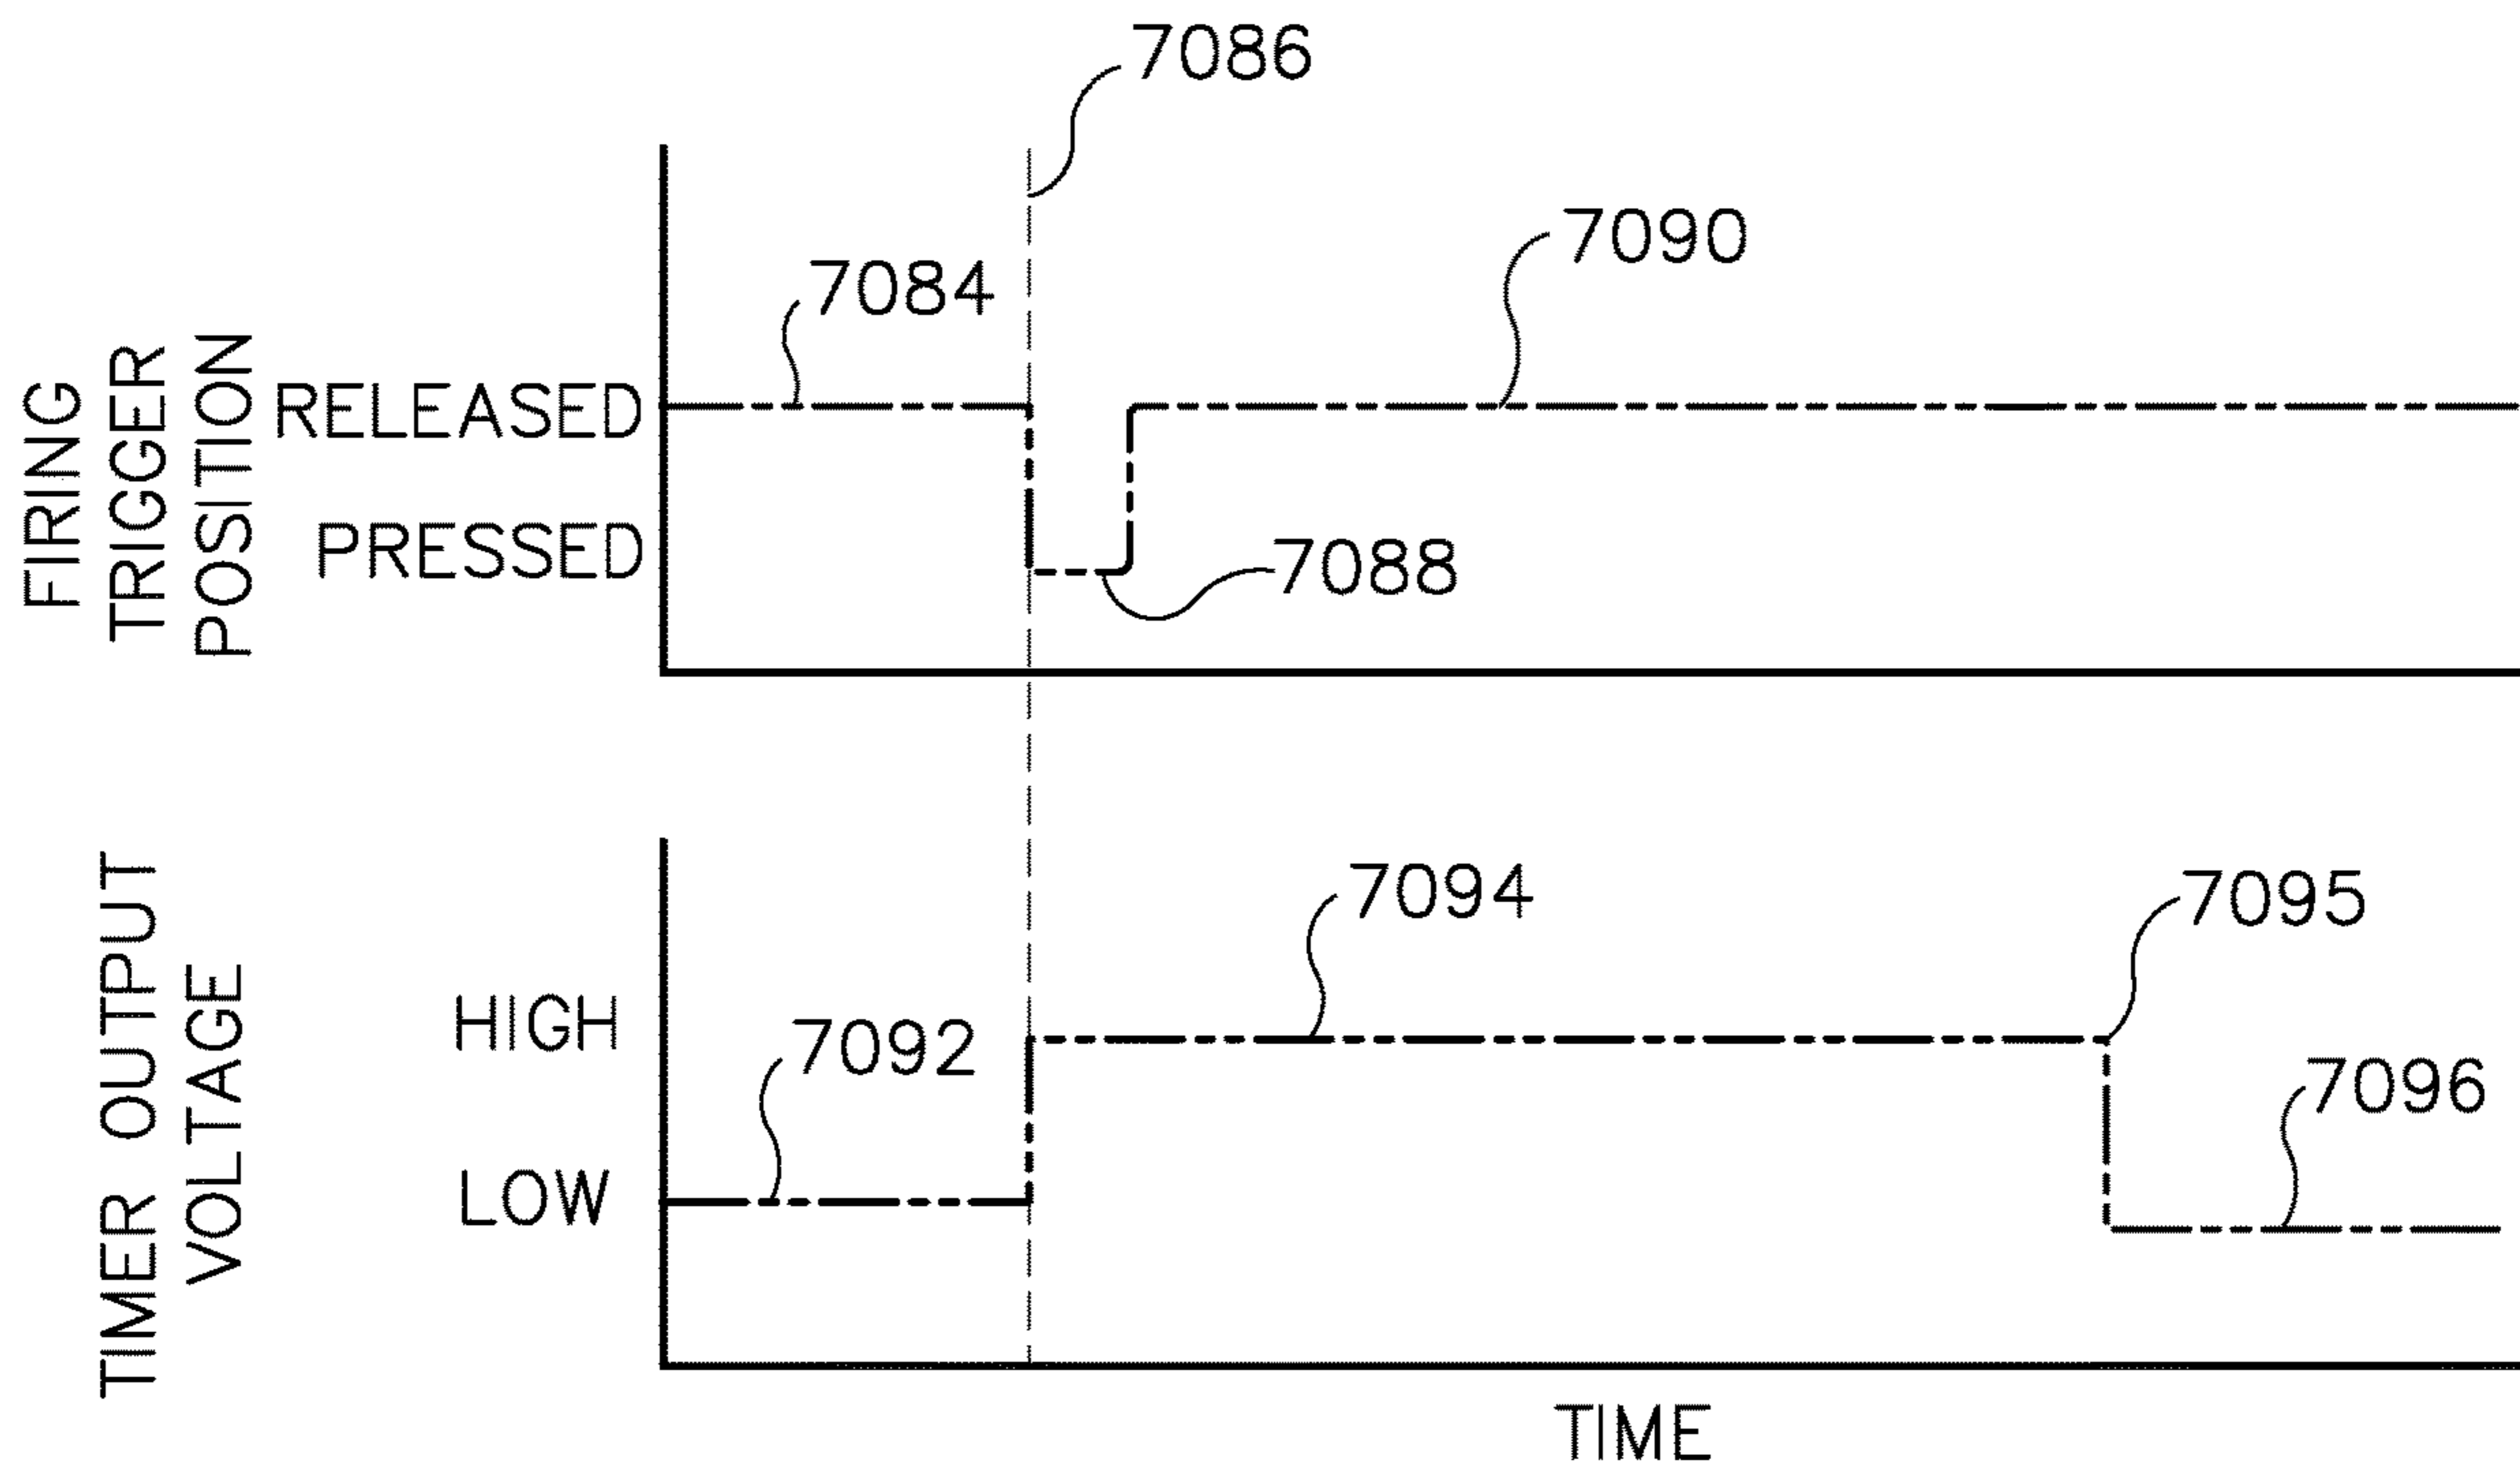 7086
7090
7084
FIRING
TRIGGER
POSITION
RELEASED
PRESSED
7088
7094
7095
TIMER OUTPUT
VOLTAGE
HIGH
7092
7096
LOW
TIME